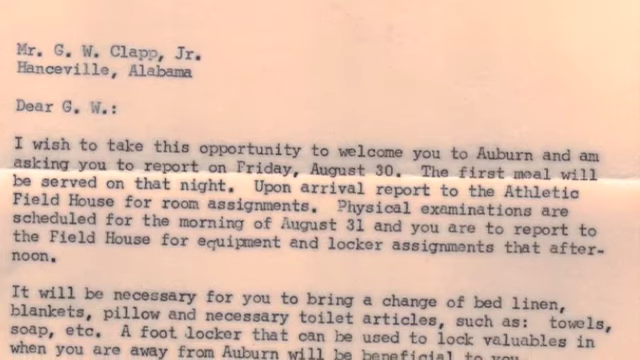 Mr. G. W. Clapp, Jr.
Hanceville, Alabama
Dear G. W.:
I wish to take this opportunity to welcome you to Auburn and am
asking you to report on Friday, August 30. The first meal will
be served on that night. Upon arrival report to the Athletic
Field House for room assignments. Physical examinations are
scheduled for the morning of August 31 and you are to report to
the Field House for equipment and locker assignments that after-
noon.
It will be necessary for you to bring a change of bed linen,
blankets, pillow and necessary toilet articles, such as: towels,
soap, etc. A foot locker that can be used to lock valuables in
when you are away from Auburn will be beneficial to you.